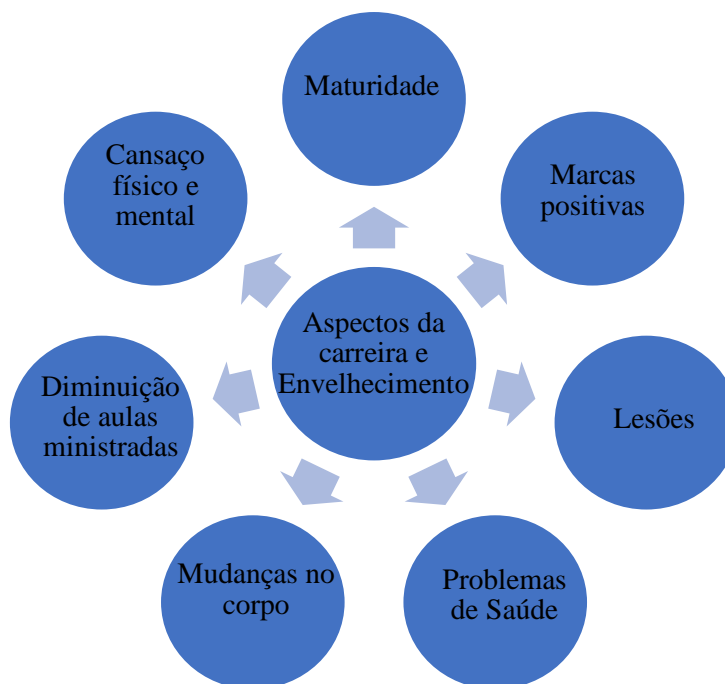 Maturidade
Marcas
positivas
Lesões
Problemas
de Saúde
Mudanças no
corpo
Diminuição
de aulas
ministradas
Cansaço
físico e
mental
Aspectos da
carreira e
Envelhecimento